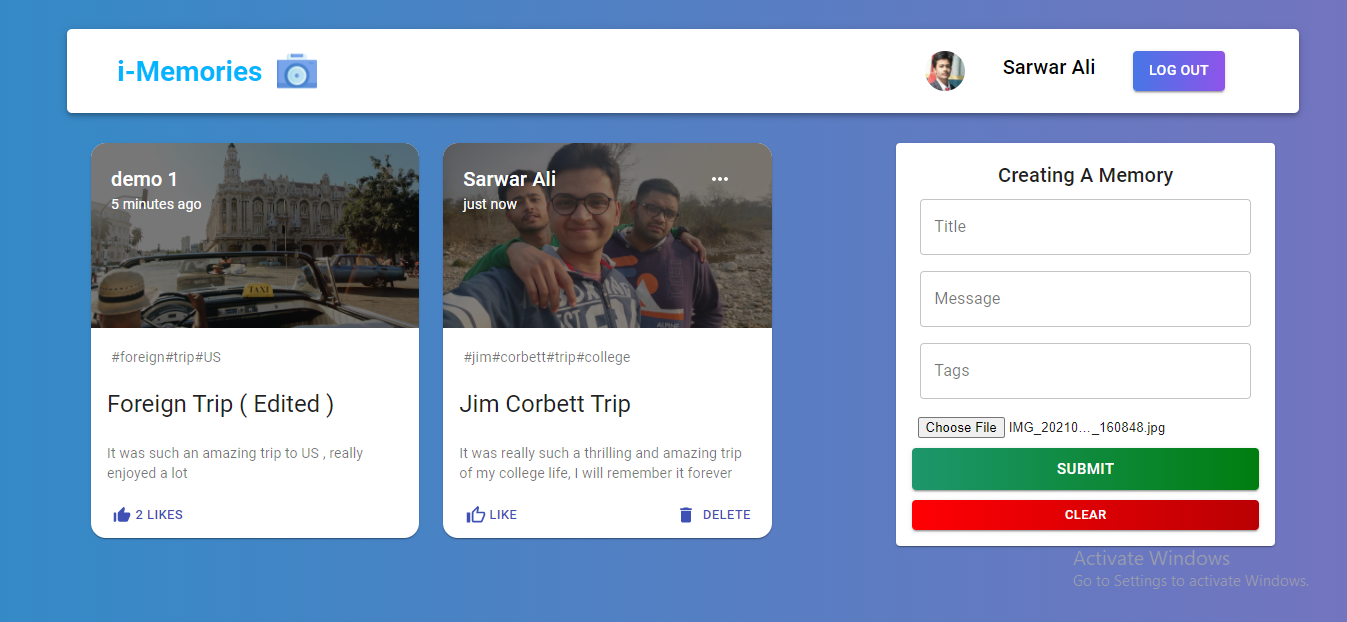 i-Memories
Sarwar Ali
LOG OUT
demo 1
5 minutes ago
TAXI
#foreign#trip#US
Foreign Trip ( Edited )
It was such an amazing trip to US , really
enjoyed a lot
2 LIKES
Sarwar Ali
just now
#jim#corbett#trip#college
Jim Corbett Trip
It was really such a thrilling and amazing trip
of my college life, I will remember it forever
LIKE
DELETE
Creating A Memory
Title
Message
Tags
Choose File IMG_20210..._160848.jpg
SUBMIT
CLEAR
Activate Windows
Go to Settings to activate Windows.